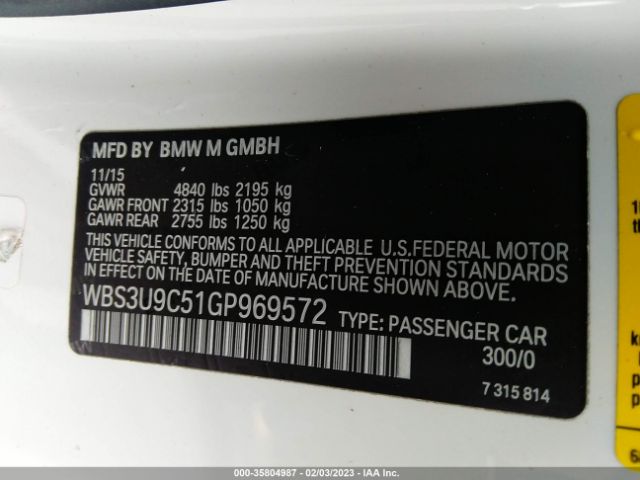 MFD BY BMW M GMBH
11/15
GVWR 4840 lbs 2195 kg
GAWR FRONT 2315 lbs 1050 kg
GAWR REAR 2755 lbs 1250 kg
THIS VEHICLE CONFORMS TO ALL APPLICABLE U.S.FEDERAL MOTOR
VEHICLE SAFETY, BUMPER AND THEFT PREVENTION STANDARDS
IN EFFECT ON THE DATE OF MANUFACTURE SHOWN ABOVE.
WBS3U9C51GP969572 TYPE: PASSENGER CAR
300/0
7 315 814
000-35804987 - 02/03/2023 - IAA Inc.